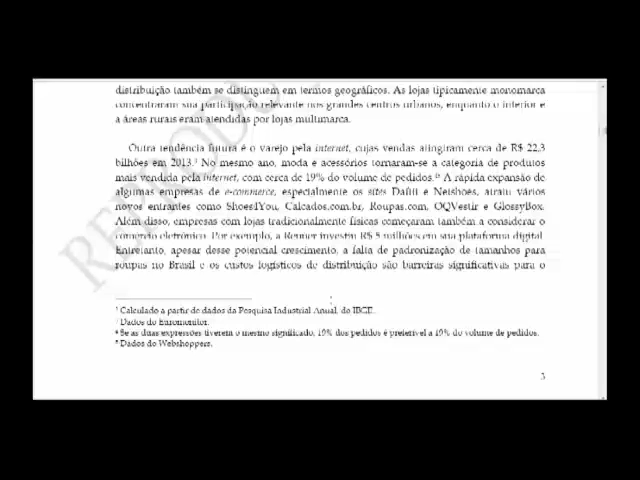 distribuição também se distinguem em termos geográficos. As lojas tipicamente monomarca
concentraram sua participação relevante nos grandes centros urbanos, enquanto o interior e
a áreas rurais eram atendidas por lojas multimarca.
Outra tendência futura é o varejo pela internet, cujas vendas atingiram cerca de R$ 22,3
bilhões em 2013. No mesmo ano, moda e acessórios tornaram-se a categoria de produtos
mais vendida pela internet, com cerca de 19% do volume de pedidos. A rápida expansão de
algumas empresas de e-commerce, especialmente os sites Dafiti e Netshoes, atraiu vários
novos entrantes como Shoes4You, Calcados.com.br, Roupas.com, OQVestir e GlossyBox.
Além disso, empresas com lojas tradicionalmente físicas começaram também a considerar o
comércio eletrônico. Por exemplo, a Renner investiu R$ 5 milhões em sua plataforma digital.
Entretanto, apesar desse potencial crescimento, a falta de padronização de tamanhos para
roupas no Brasil e os custos logísticos de distribuição são barreiras significativas para o
Calculado a partir de dados da Pesquisa Industrial Anual, do IBGE.
Dados do Euromonitor.
Se as duas expressões tiverem o mesmo significado, 19% dos pedidos é preferível a 19% do volume de pedidos.
Dados do Webshoppers.
3
REPRODU